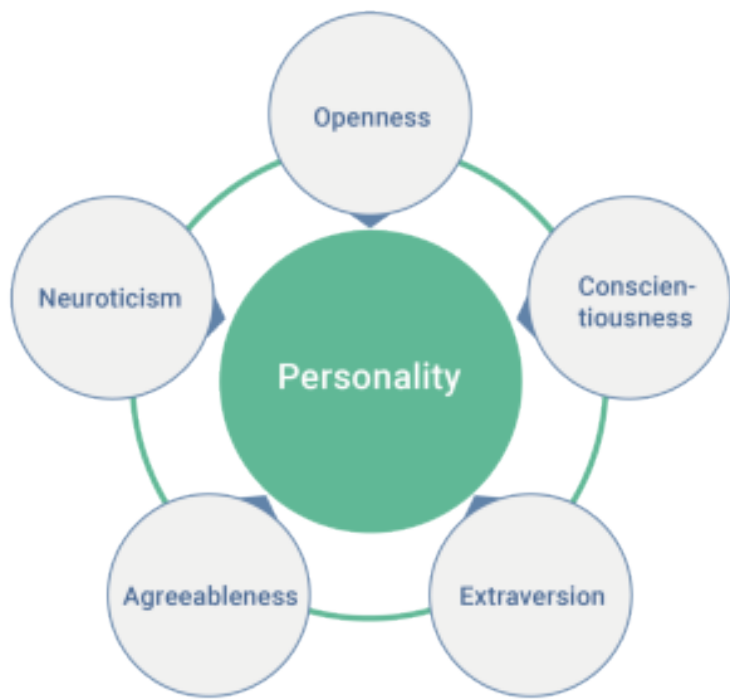 Openness
Neuroticism
Conscien-
tiousness
Personality
Agreeableness
Extraversion